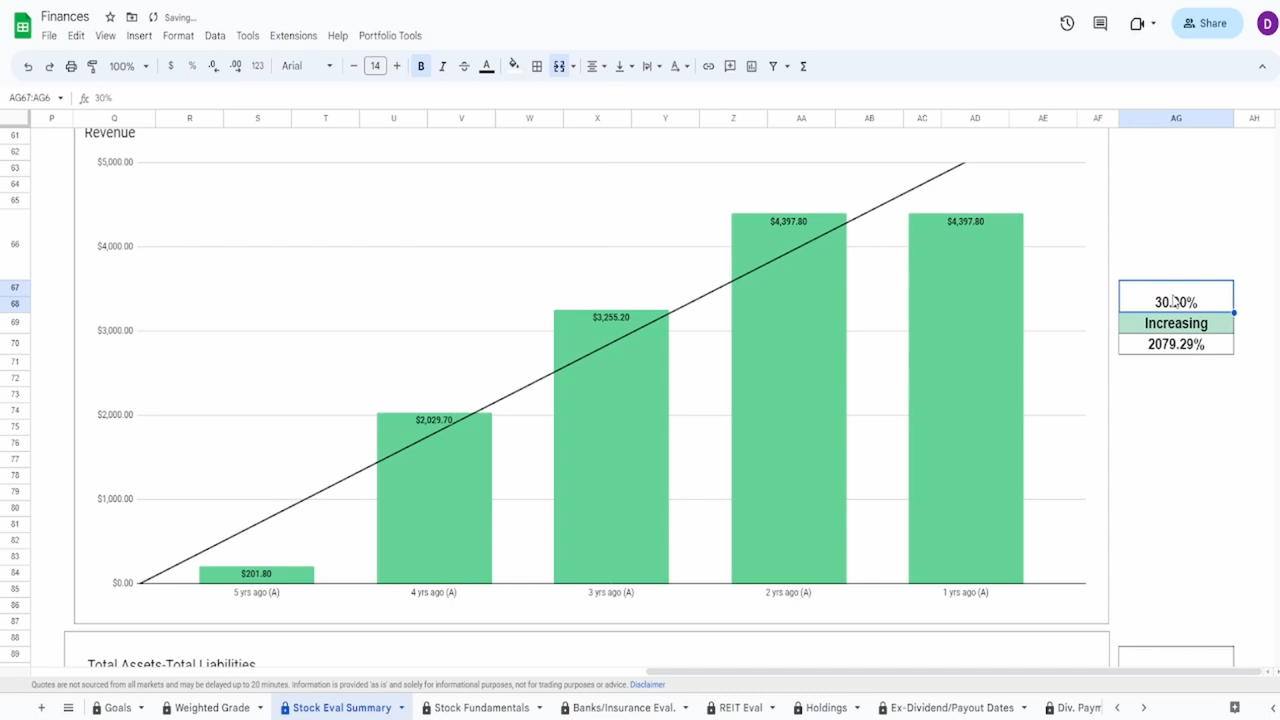 Finances
Saving...
File Edit View Insert Format Data Tools Extensions Help Portfolio Tools
Share
D
100% $ % .0 .00 123 Arial 14 B I A
AG67:AG6 fx 30%
P Q R S T U V W X Y Z AA AB AC AD AE AF AG AH
61
62
63
64
65
66
67
68
69
70
71
72
73
74
75
76
77
78
79
80
81
82
83
84
85
86
87
88
89
Revenue
$5,000.00
$4,000.00
$3,000.00
$2,000.00
$1,000.00
$0.00
$201.80
$2,029.70
$3,255.20
$4,397.80
$4,397.80
5 yrs ago (A) 4 yrs ago (A) 3 yrs ago (A) 2 yrs ago (A) 1 yrs ago (A)
Increasing
2079.29%
Total Assets-Total Liabilities
Quotes are not sourced from all markets and may be delayed up to 20 minutes. Information is provided 'as is' and solely for informational purposes, not for trading purposes or advice. Disclaimer
Goals Weighted Grade Stock Eval Summary Stock Fundamentals Banks/Insurance Eval. REIT Eval Holdings Ex-Dividend/Payout Dates Div. Paym